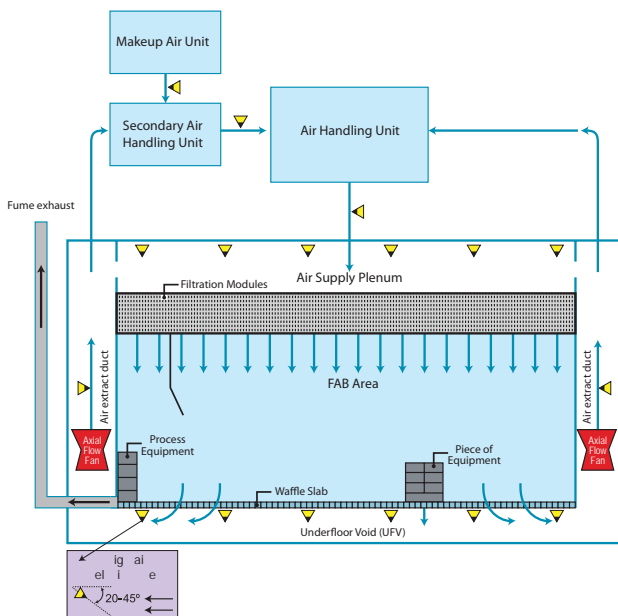 Makeup Air Unit
Secondary Air
Handling Unit
Air Handling Unit
Fume exhaust
Air Supply Plenum
Filtration Modules
FAB Area
Air extract duct
Air extract duct
Axial
Flow
Fan
Process
Equipment
Piece of
Equipment
Axial
Flow
Fan
Waffle Slab
Underfloor Void (UFV)
20-45º